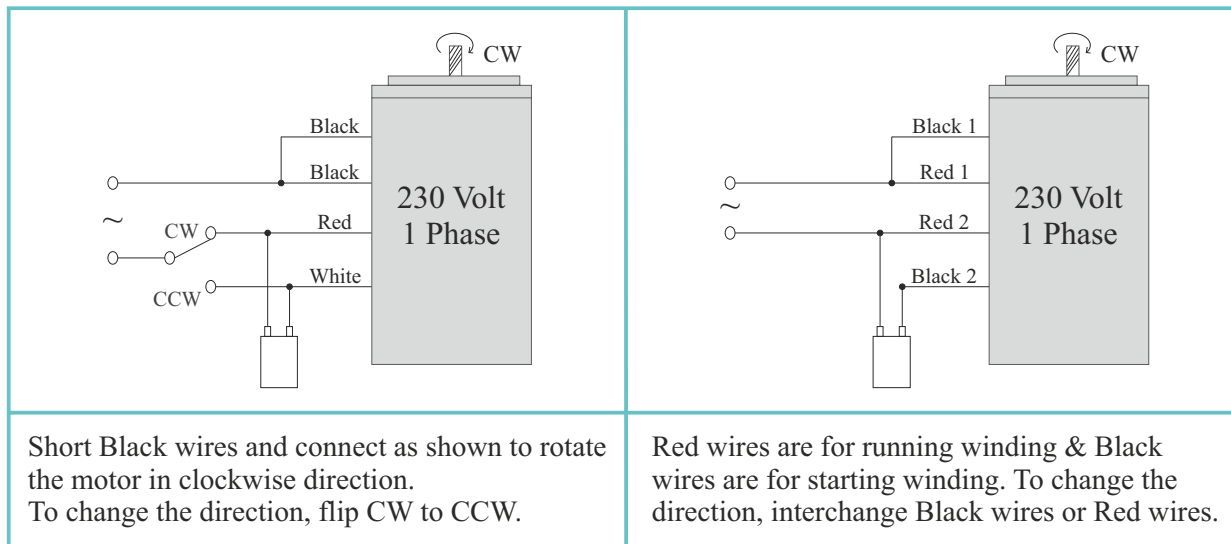 CW
Black
Black
230 Volt
1 Phase
~
CW
Red
White
CCW
Short Black wires and connect as shown to rotate
the motor in clockwise direction.
To change the direction, flip CW to CCW.
CW
Black 1
Red 1
230 Volt
1 Phase
~
Red 2
Black 2
Red wires are for running winding & Black
wires are for starting winding. To change the
direction, interchange Black wires or Red wires.